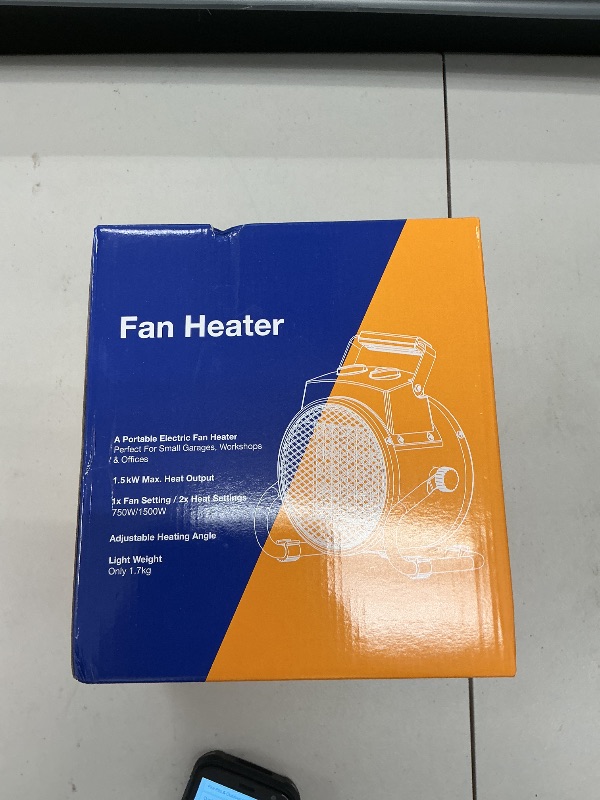 Fan Heater
A Portable Electric Fan Heater
Perfect For Small Garages, Workshops
& Offices
1.5kW Max. Heat Output
1x Fan Setting / 2x Heat Settings
750W/1500W
Adjustable Heating Angle
Light Weight
Only 1.7kg